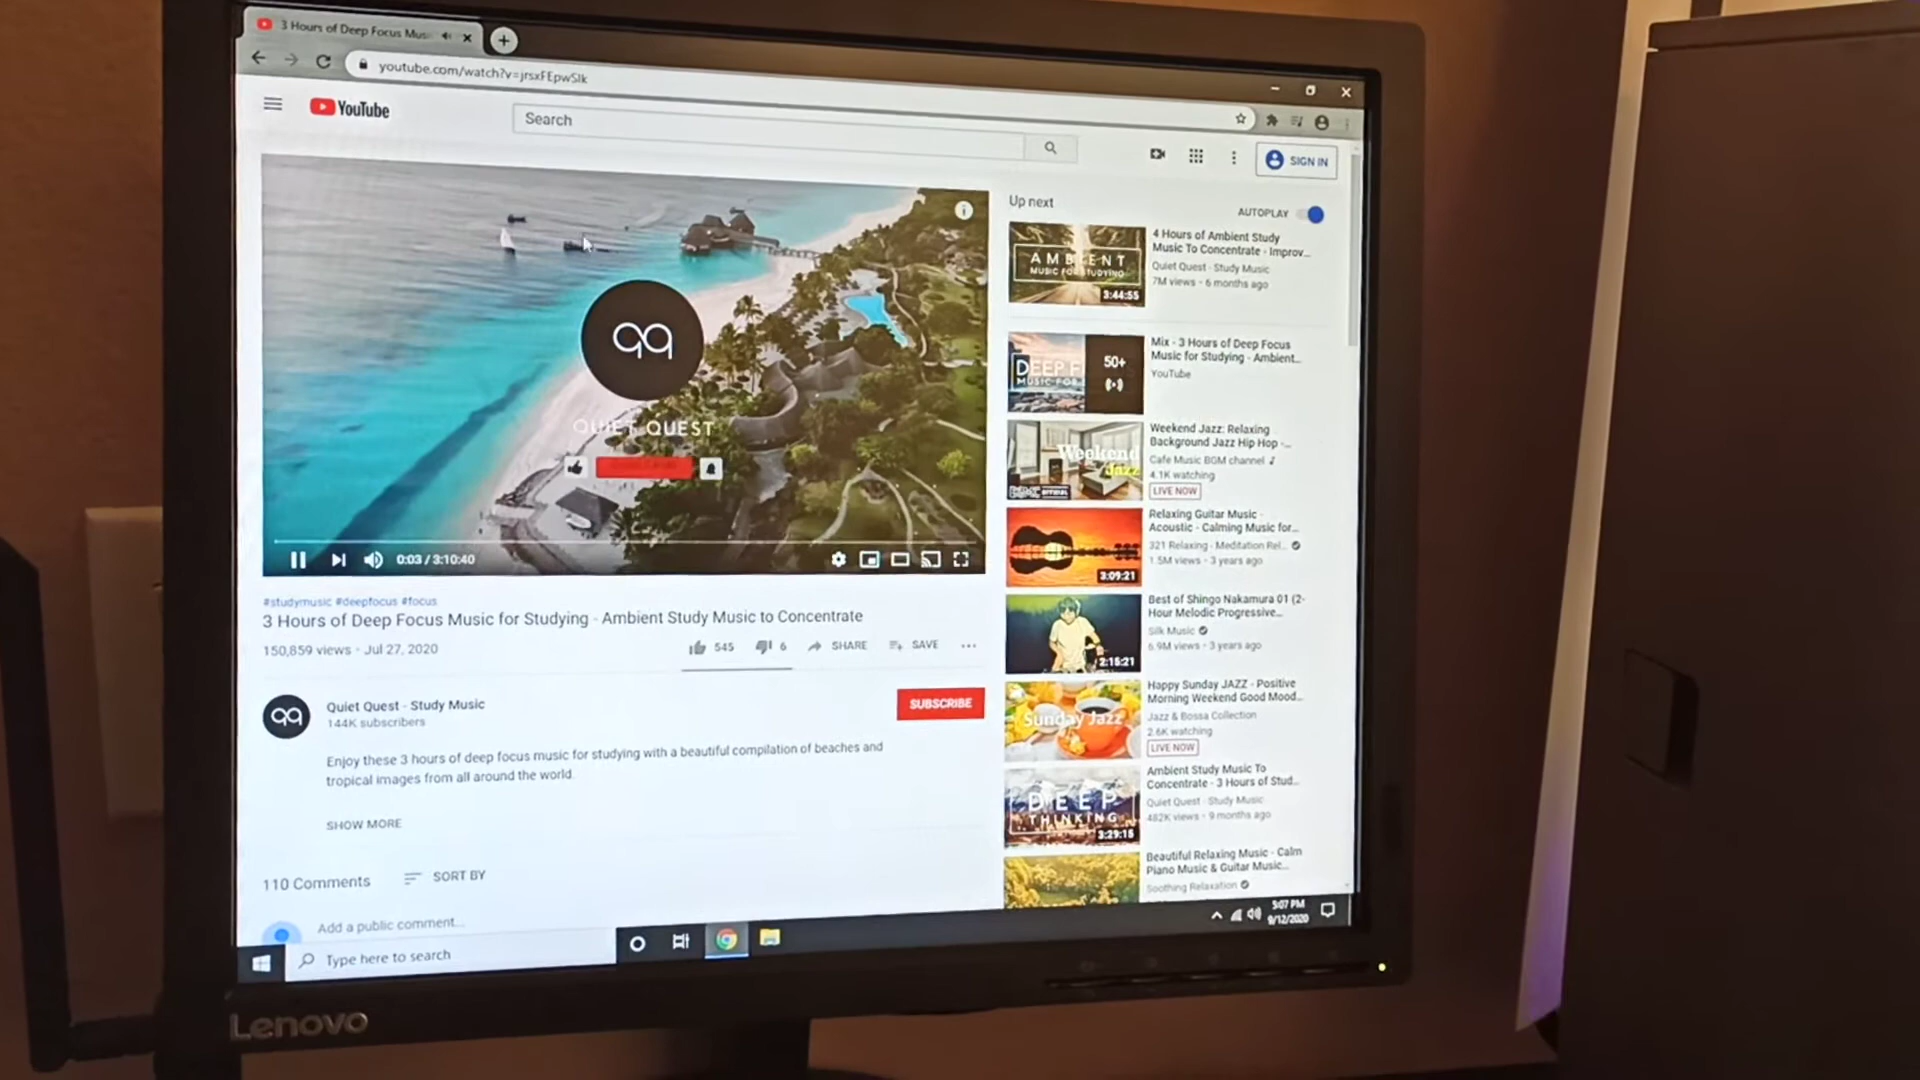 3 Hours of Deep Focus Mus
youtube.com/watch?v=jrsxFEpwSIk
YouTube
Search
SIGN IN
QUIET QUEST
0:03 / 3:10:40
#studymusic #deepfocus #focus
3 Hours of Deep Focus Music for Studying - Ambient Study Music to Concentrate
150,859 views · Jul 27, 2020
545
6
SHARE
SAVE
Quiet Quest - Study Music
144K subscribers
SUBSCRIBE
Enjoy these 3 hours of deep focus music for studying with a beautiful compilation of beaches and
tropical images from all around the world.
SHOW MORE
110 Comments
SORT BY
Add a public comment...
Up next
AUTOPLAY
AMBIENT
MUSIC FOR STUDYING
3:44:55
4 Hours of Ambient Study
Music To Concentrate - Improv...
Quiet Quest - Study Music
7M views · 6 months ago
DEEP F
MUSIC FOR
50+
Mix - 3 Hours of Deep Focus
Music for Studying - Ambient...
YouTube
Weekend
Jazz
Weekend Jazz: Relaxing
Background Jazz Hip Hop -...
Cafe Music BGM channel
4.1K watching
LIVE NOW
3:09:21
Relaxing Guitar Music -
Acoustic - Calming Music for...
321 Relaxing - Meditation Rel...
1.5M views · 3 years ago
2:15:21
Best of Shingo Nakamura 01 (2-
Hour Melodic Progressive...
Silk Music
6.9M views · 3 years ago
Sunday Jazz
Happy Sunday JAZZ - Positive
Morning Weekend Good Mood...
Jazz & Bossa Collection
2.6K watching
LIVE NOW
DEEP
THINKING
3:29:15
Ambient Study Music To
Concentrate - 3 Hours of Stud...
Quiet Quest - Study Music
482K views · 9 months ago
Beautiful Relaxing Music - Calm
Piano Music & Guitar Music...
Soothing Relaxation
Type here to search
5:07 PM
9/12/2020
Lenovo